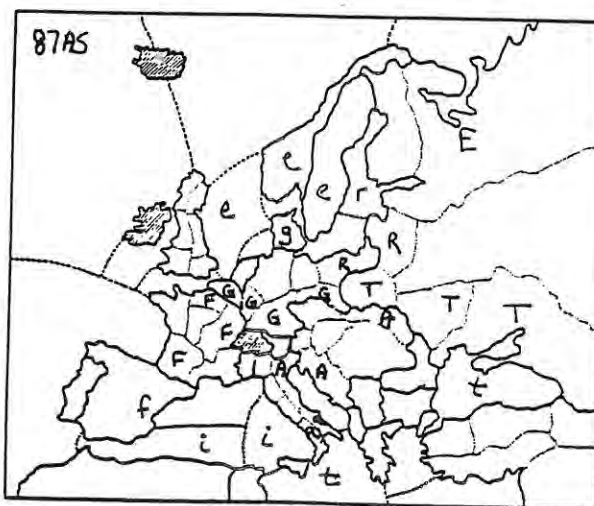 87AS
E
e
e e r
g R
R
F G G G T
F G A T T
F
I A A
f t
i i
t